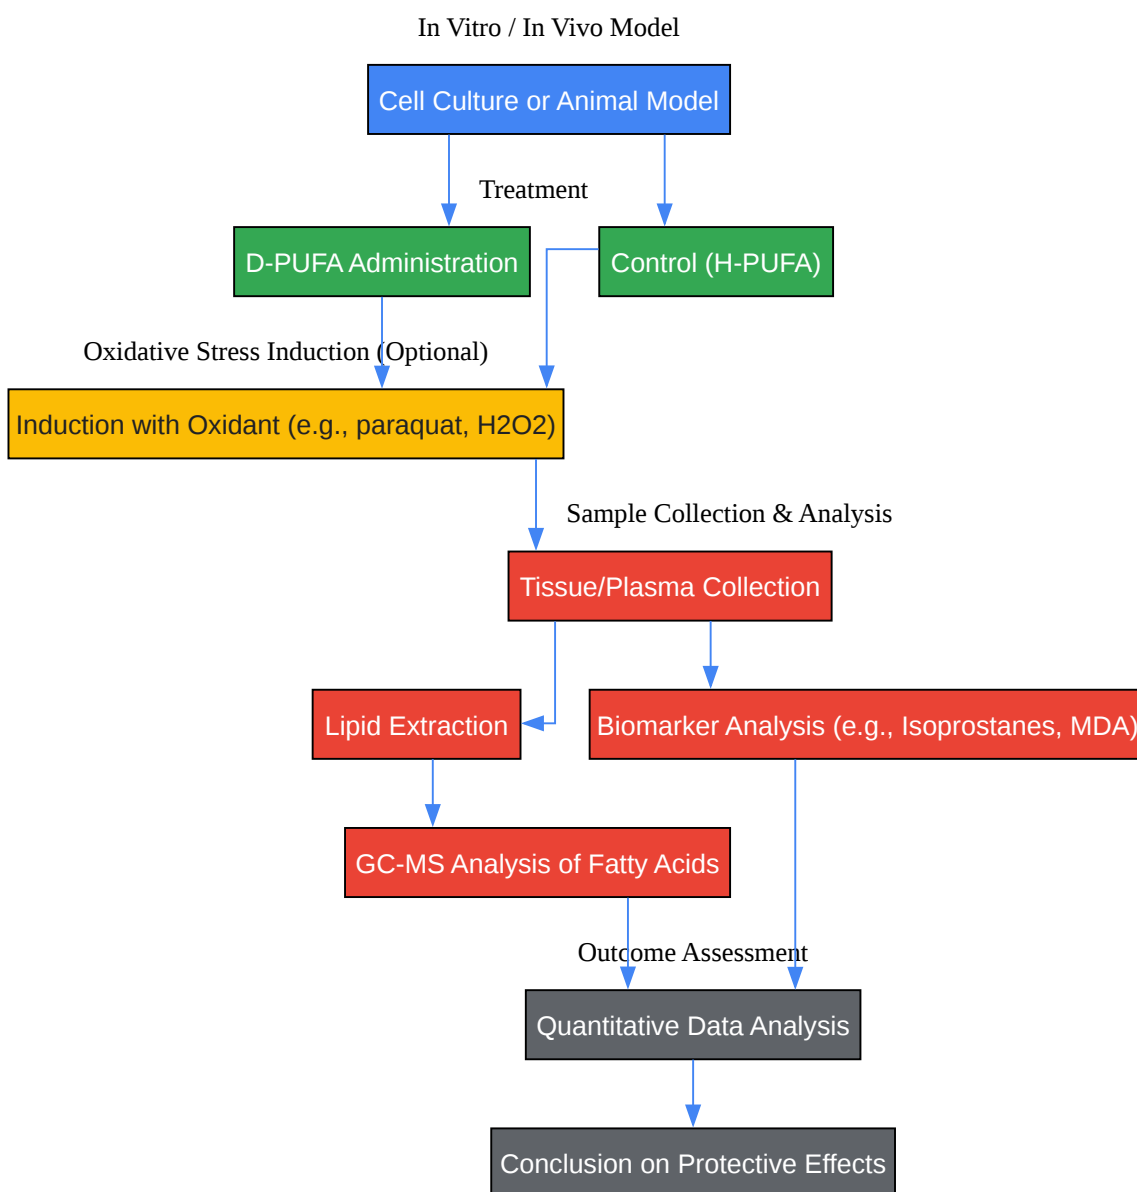 In Vitro / In Vivo Model
Cell Culture or Animal Model
Treatment
D-PUFA Administration
Control (H-PUFA)
Oxidative Stress Induction (Optional)
Induction with Oxidant (e.g., paraquat, H2O2)
Sample Collection & Analysis
Tissue/Plasma Collection
Lipid Extraction
Biomarker Analysis (e.g., Isoprostanes, MDA)
GC-MS Analysis of Fatty Acids
Outcome Assessment
Quantitative Data Analysis
Conclusion on Protective Effects